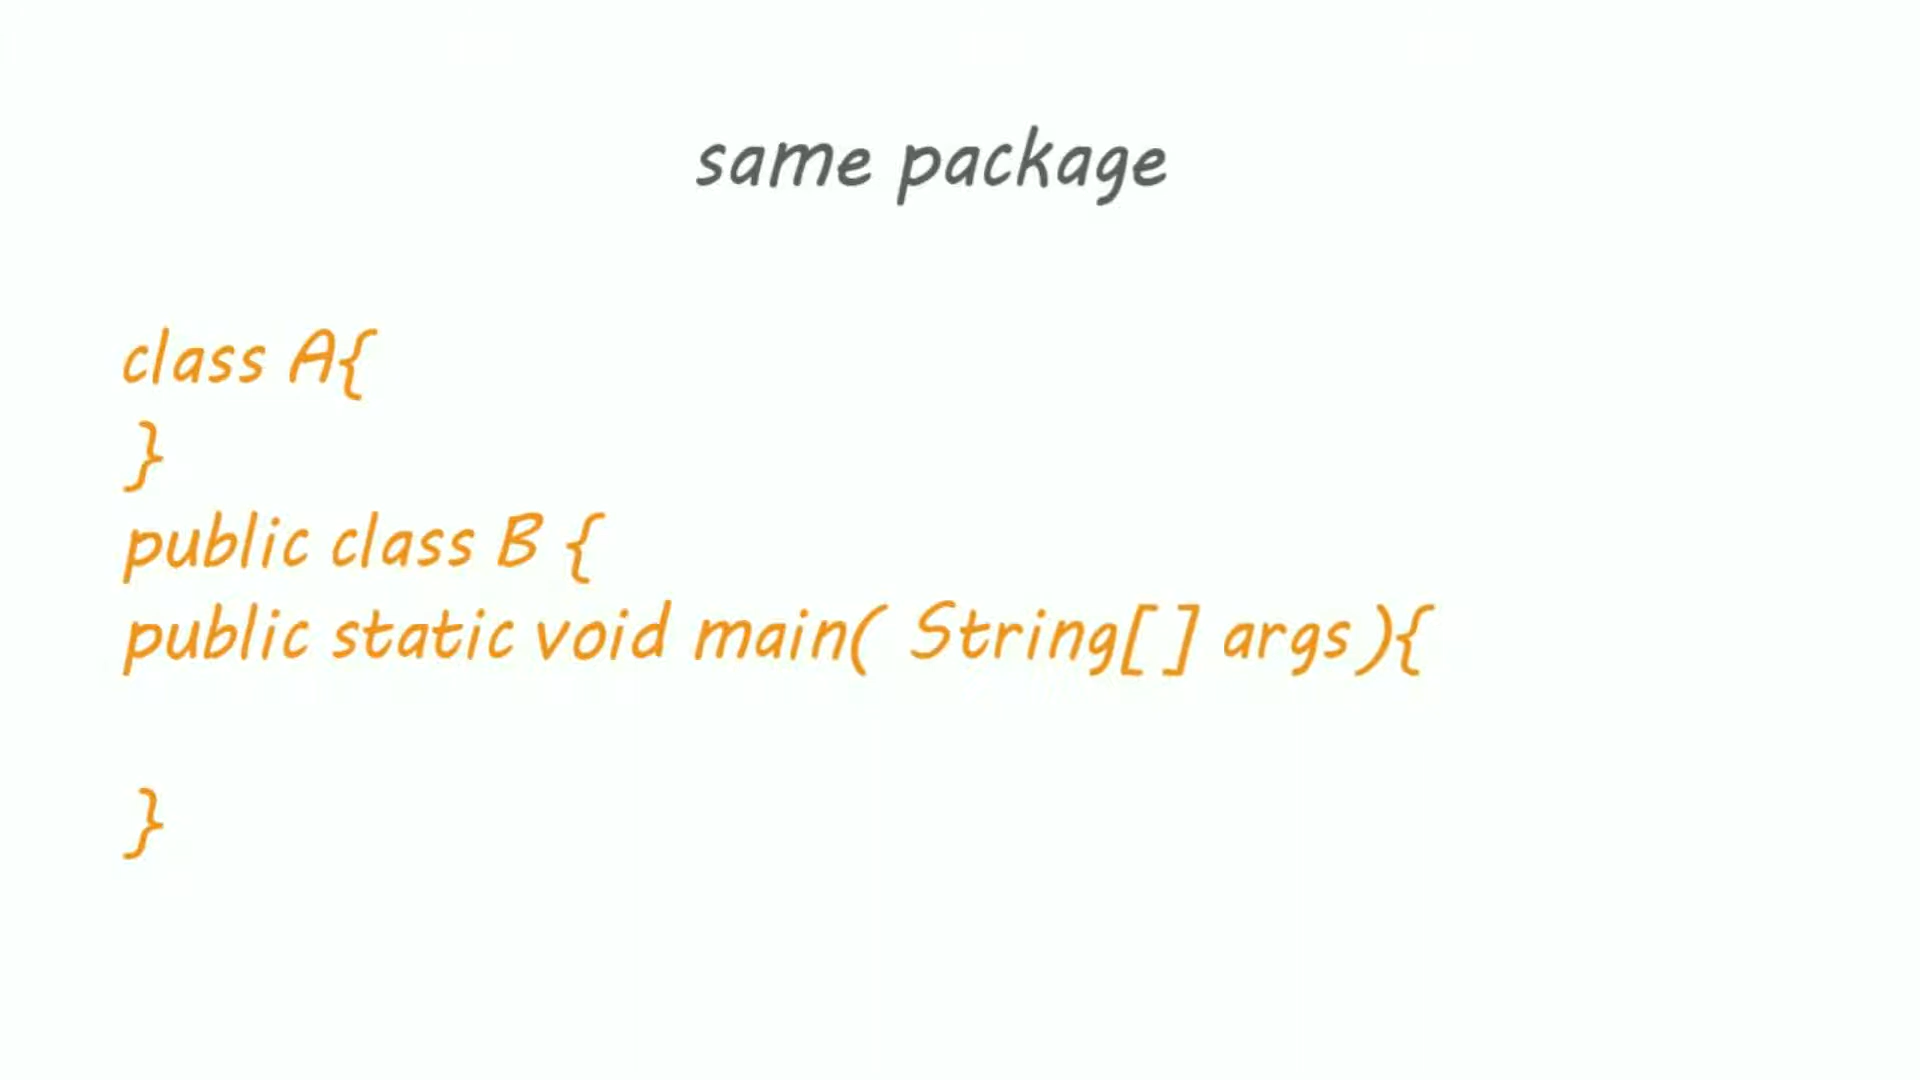 same package
class A{
}
public class B {
public static void main( String[] args ){
}